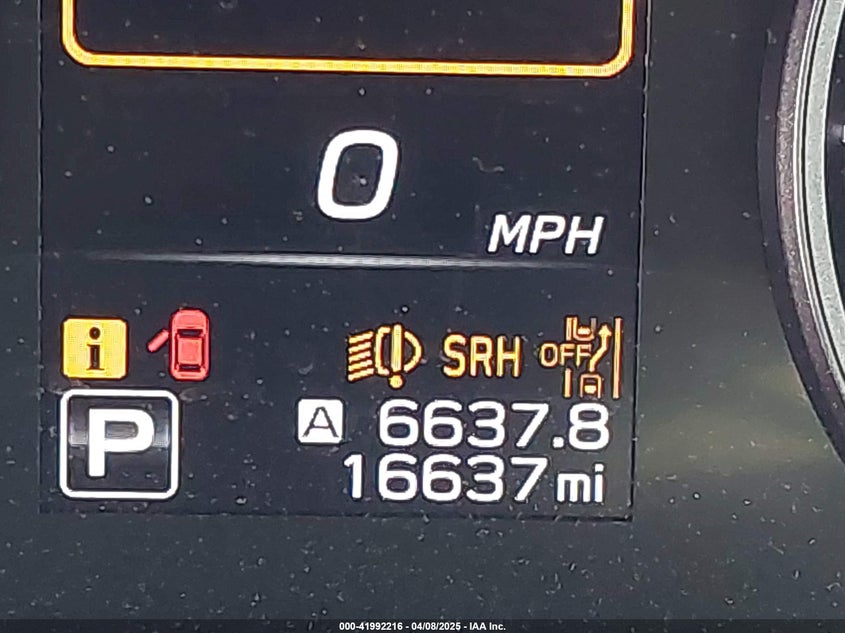 0
MPH
i
SRH OFF
P
A 6637.8
16637 mi
000-41992216 - 04/08/2025 - IAA Inc.